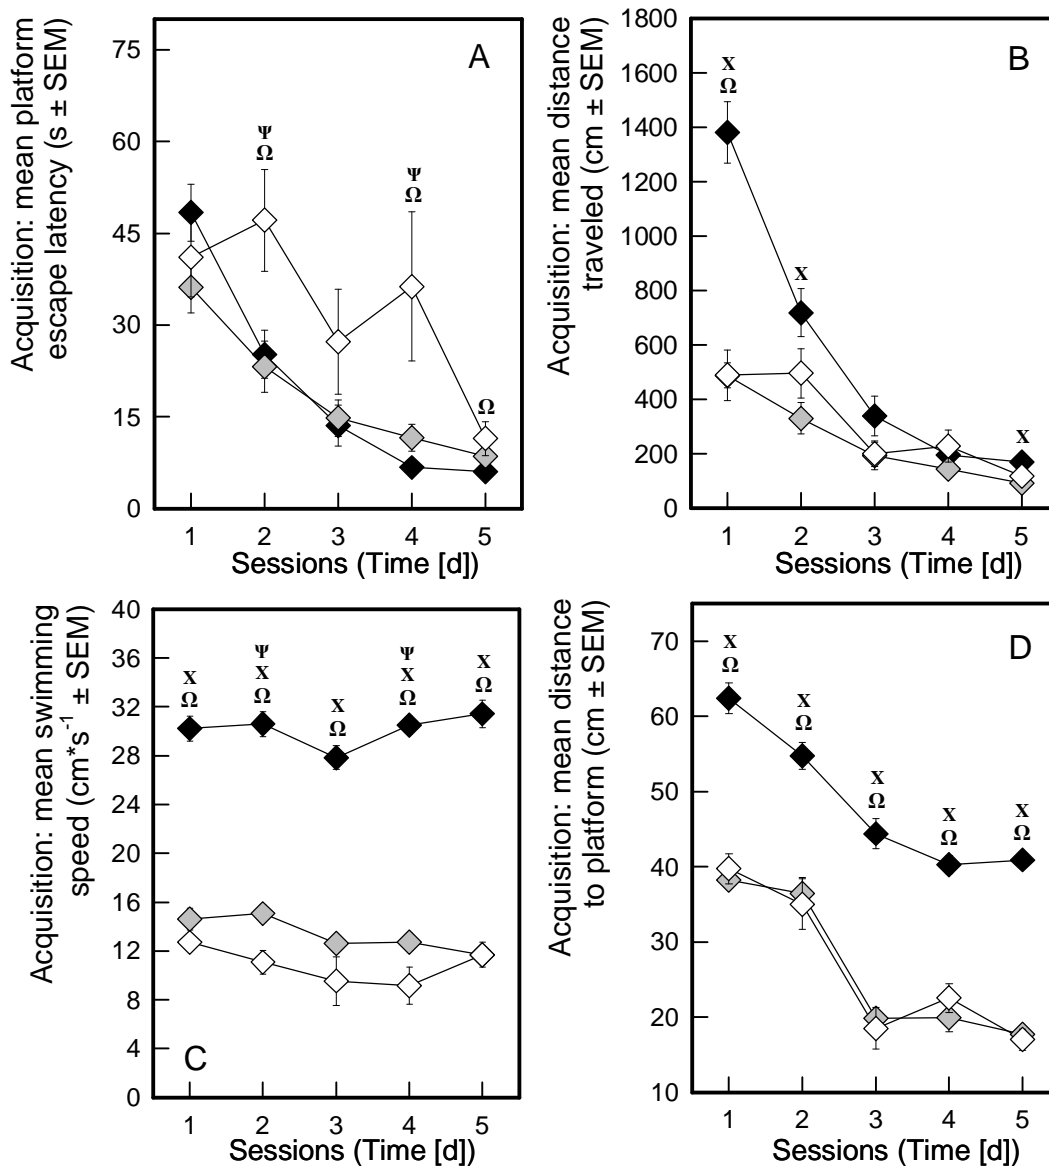 Acquisition: mean platform
escape latency (s ± SEM)
75
60
45
30
15
0
A
Ψ
Ω
Ψ
Ω
Ω
1 2 3 4 5
Sessions (Time [d])
Acquisition: mean distance
traveled (cm ± SEM)
1800
1600
1400
1200
1000
800
600
400
200
0
B
X
Ω
X
X
1 2 3 4 5
Sessions (Time [d])
Acquisition: mean swimming
speed (cm*s⁻¹ ± SEM)
40
36
32
28
24
20
16
12
8
4
0
Ψ Ψ X
X X X Ω
Ω Ω X Ω
Ω
C
1 2 3 4 5
Sessions (Time [d])
Acquisition: mean distance
to platform (cm ± SEM)
70
60
50
40
30
20
10
D
X
Ω
X
Ω
X
Ω
X
Ω
X
Ω
1 2 3 4 5
Sessions (Time [d])